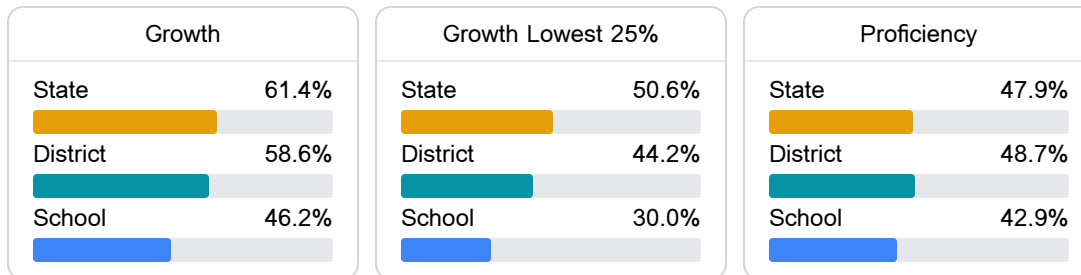 Growth
State 61.4%
District 58.6%
School 46.2%
Growth Lowest 25%
State 50.6%
District 44.2%
School 30.0%
Proficiency
State 47.9%
District 48.7%
School 42.9%